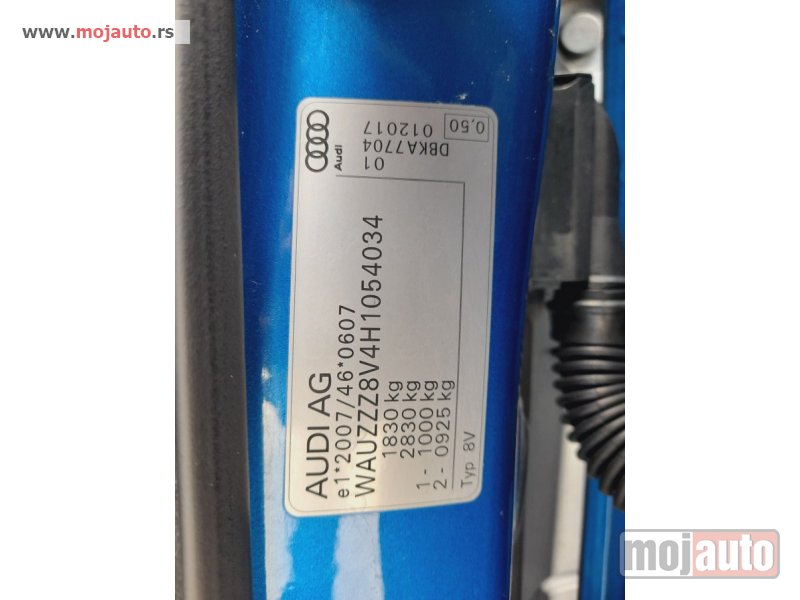 www.mojauto.rs
AUDI AG
e1*2007/46*0607
WAUZZZ8V4H1054034
1830 kg
2830 kg
1 - 1000 kg
2 - 0925 kg
Typ 8V
Audi
01
DBKA7704
012017
0,50
mojauto